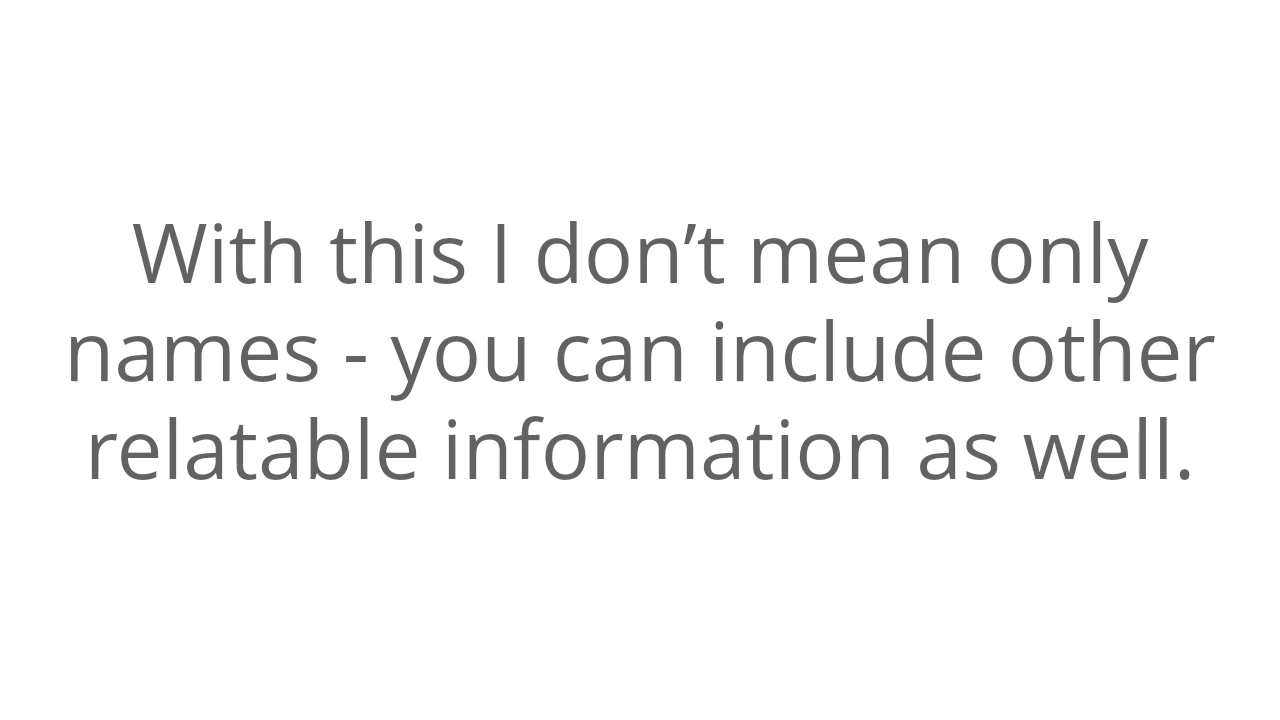 With this I don’t mean only
names - you can include other
relatable information as well.